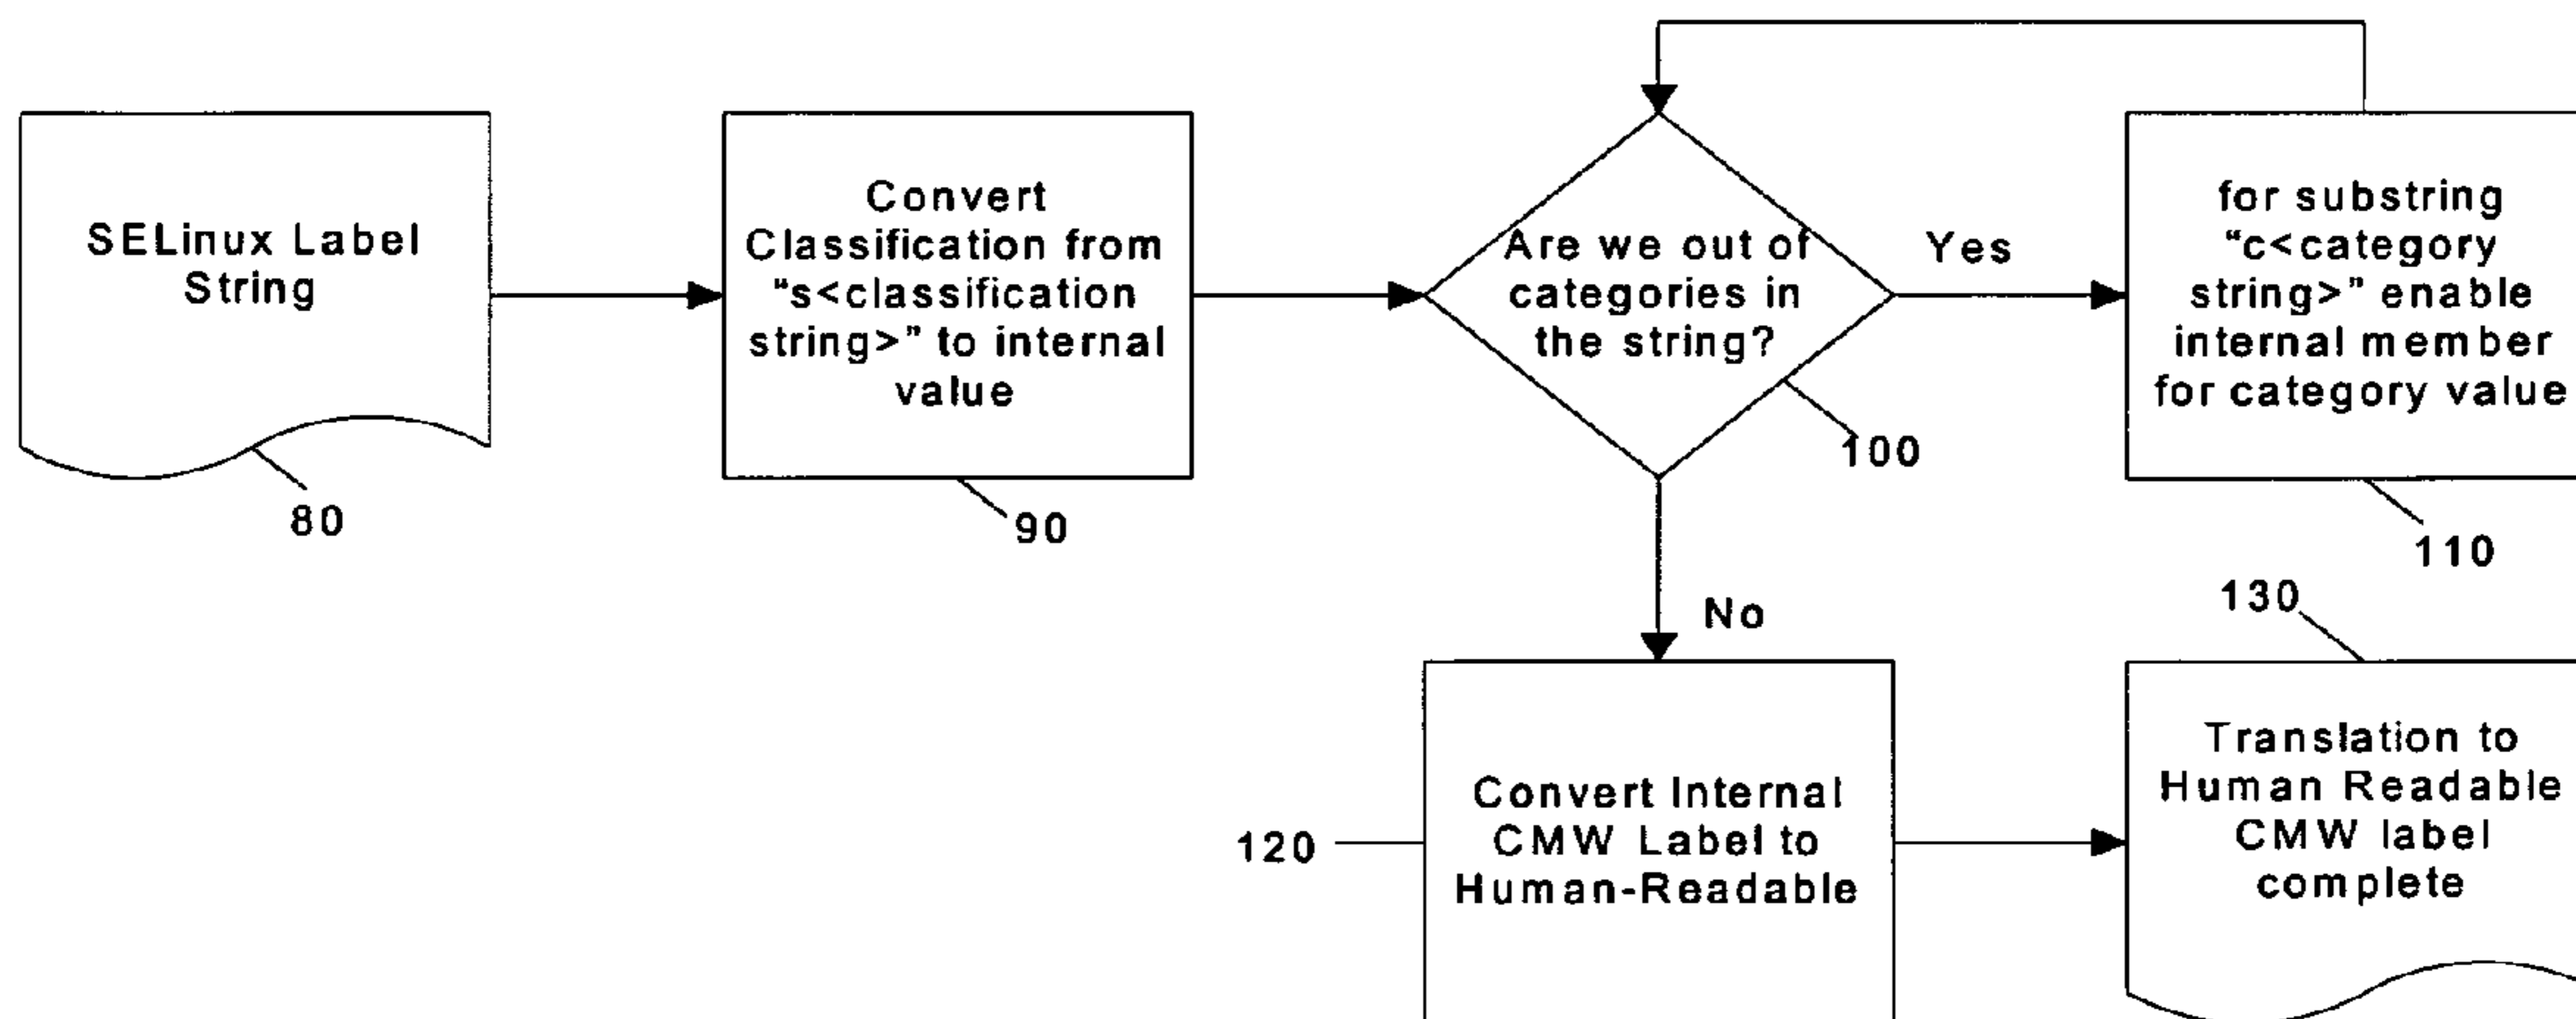 SELinux Label
String
80
Convert
Classification from
“s<classification
string>” to internal
value
90
Are we out of
categories in
the string?
100
Yes
for substring
“c<category
string>” enable
internal member
for category value
110
No
120
Convert Internal
CMW Label to
Human-Readable
130
Translation to
Human Readable
CMW label
complete